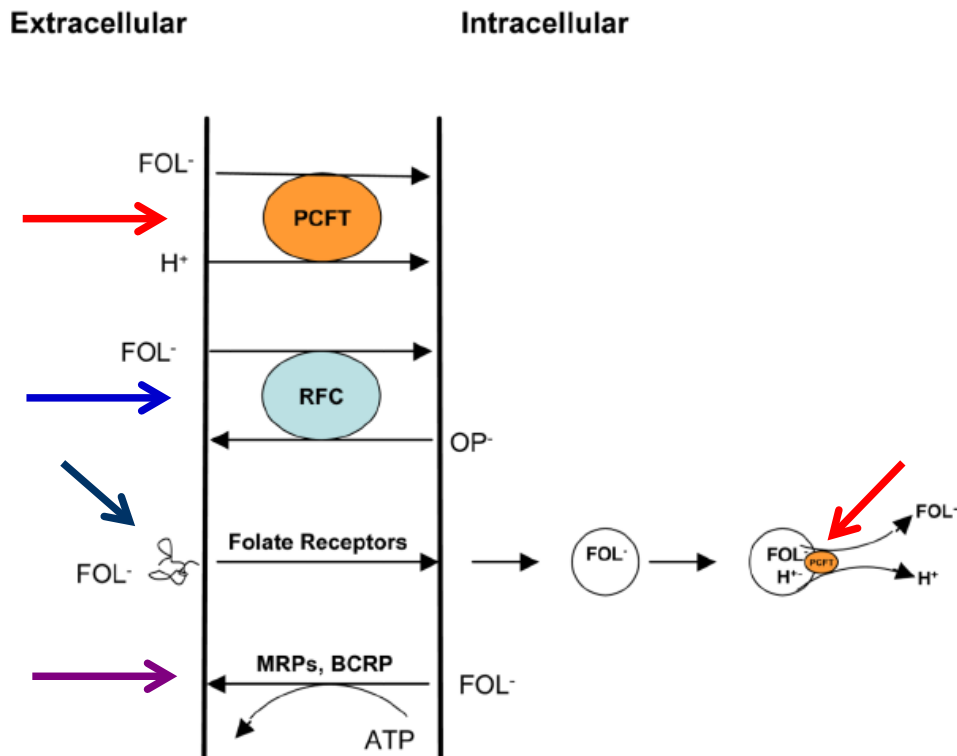 Extracellular Intracellular
FOL⁻
PCFT
H⁺
FOL⁻
RFC
OP⁻
Folate Receptors
FOL⁻
FOL⁻
FOL⁻
H⁺⁻
PCFT
FOL⁻
H⁺
MRPs, BCRP
FOL⁻
ATP